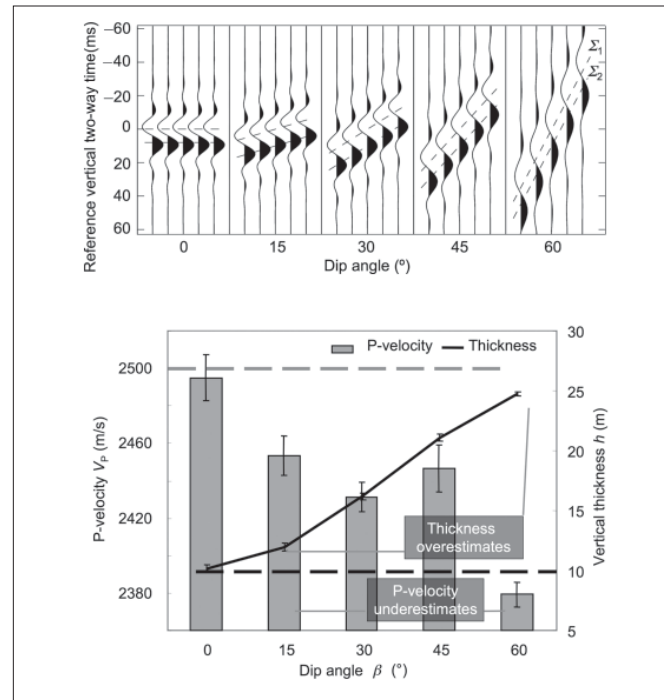 Reference vertical two-way time(ms)
−60
−40
−20
0
20
40
60
Σ1
Σ2
0 15 30 45 60
Dip angle (º)
P-velocity Thickness
P-velocity VP (m/s)
2500
2460
2420
2380
30
25
20
15
10
5
Vertical thickness h (m)
Thickness
overestimates
P-velocity
underestimates
0 15 30 45 60
Dip angle β (°)